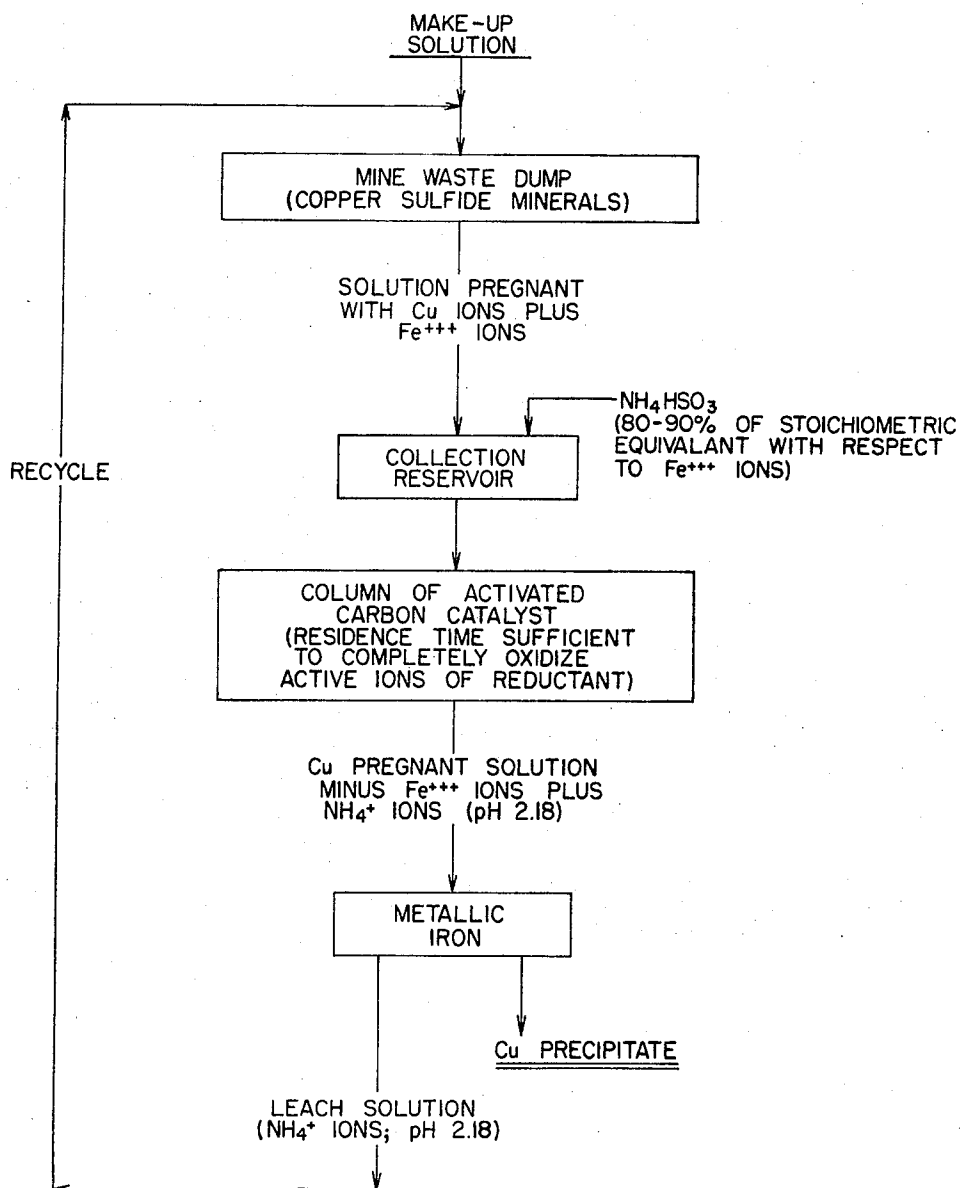 MAKE-UP
SOLUTION
MINE WASTE DUMP
(COPPER SULFIDE MINERALS)
SOLUTION PREGNANT
WITH Cu IONS PLUS
Fe+++ IONS
NH4HSO3
(80-90% OF STOICHIOMETRIC
EQUIVALANT WITH RESPECT
TO Fe+++ IONS)
COLLECTION
RESERVOIR
RECYCLE
COLUMN OF ACTIVATED
CARBON CATALYST
(RESIDENCE TIME SUFFICIENT
TO COMPLETELY OXIDIZE
ACTIVE IONS OF REDUCTANT)
Cu PREGNANT SOLUTION
MINUS Fe+++ IONS PLUS
NH4+ IONS (pH 2.18)
METALLIC
IRON
Cu PRECIPITATE
LEACH SOLUTION
(NH4+ IONS; pH 2.18)